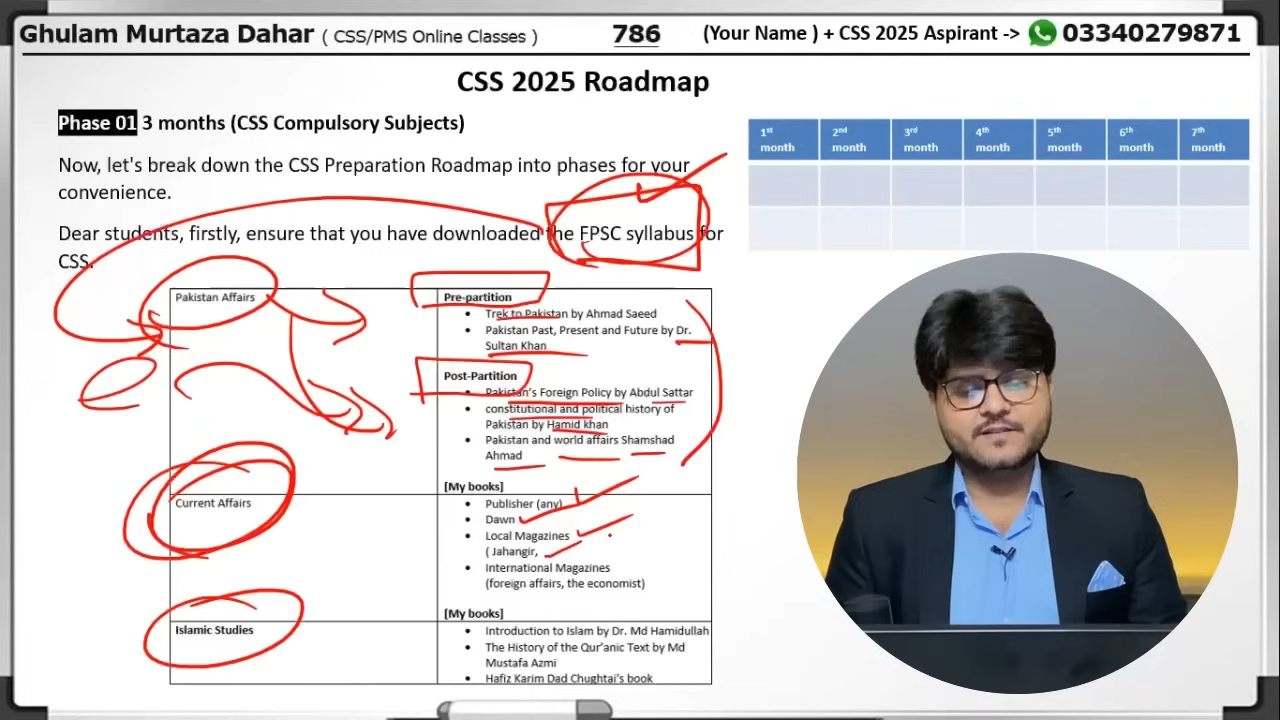 Ghulam Murtaza Dahar ( CSS/PMS Online Classes ) 786 (Your Name ) + CSS 2025 Aspirant -> 03340279871
CSS 2025 Roadmap
Phase 01 3 months (CSS Compulsory Subjects)
Now, let's break down the CSS Preparation Roadmap into phases for your
convenience.
Dear students, firstly, ensure that you have downloaded the FPSC syllabus for
CSS.
1st month 2nd month 3rd month 4th month 5th month 6th month 7th month
Pakistan Affairs
Pre-partition
• Trek to Pakistan by Ahmad Saeed
• Pakistan Past, Present and Future by Dr.
Sultan Khan
Post-Partition
• Pakistan's Foreign Policy by Abdul Sattar
• constitutional and political history of
Pakistan by Hamid khan
• Pakistan and world affairs Shamshad
Ahmad
[My books]
Current Affairs
• Publisher (any)
• Dawn
• Local Magazines
( Jahangir,
• International Magazines
(foreign affairs, the economist)
[My books]
Islamic Studies
• Introduction to Islam by Dr. Md Hamidullah
• The History of the Qur'anic Text by Md
Mustafa Azmi
• Hafiz Karim Dad Chughtai's book